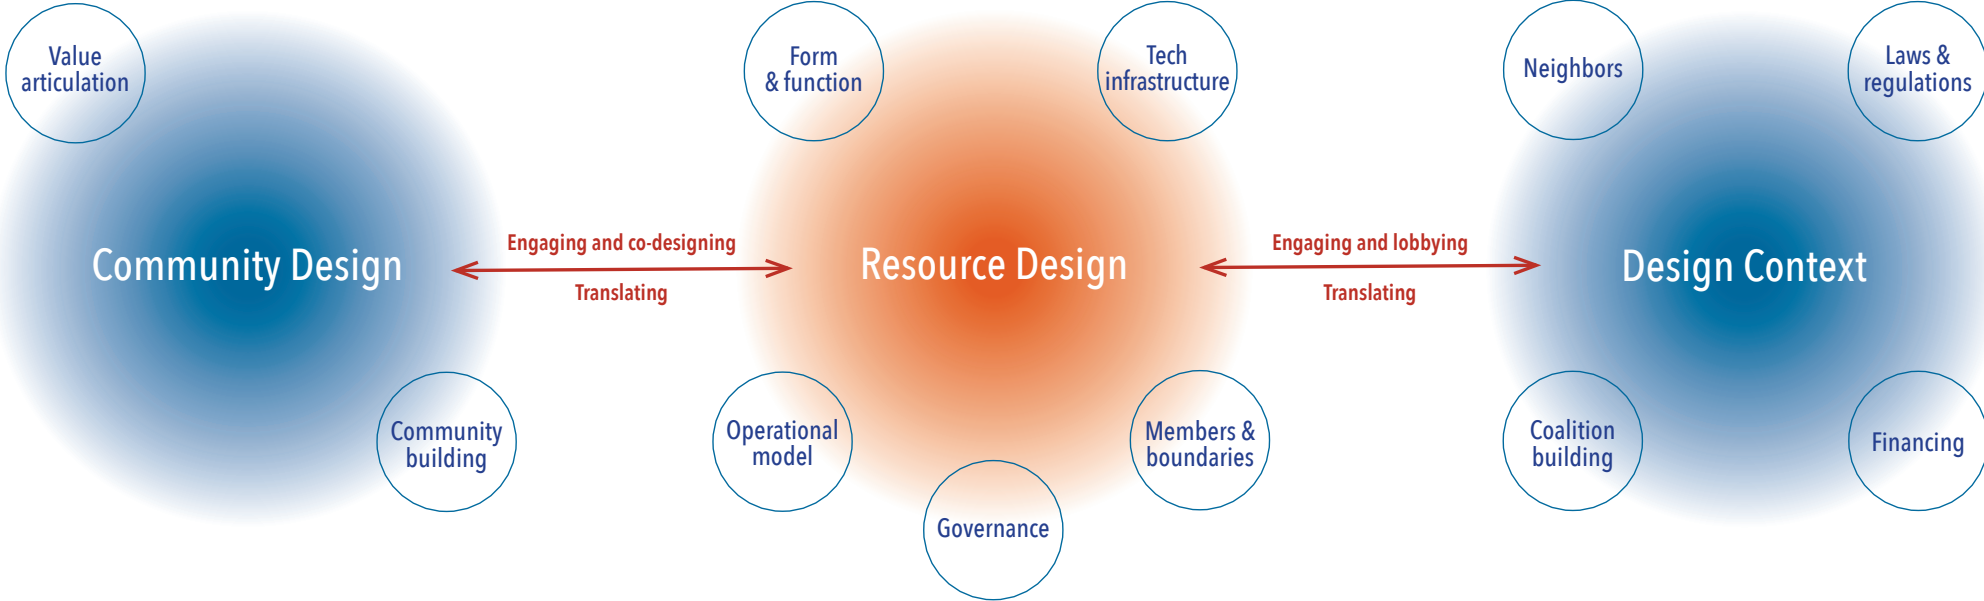 Value
articulation
Community Design
Community
building
Engaging and co-designing
Translating
Form
& function
Tech
infrastructure
Resource Design
Operational
model
Governance
Members &
boundaries
Engaging and lobbying
Translating
Neighbors
Laws &
regulations
Design Context
Coalition
building
Financing